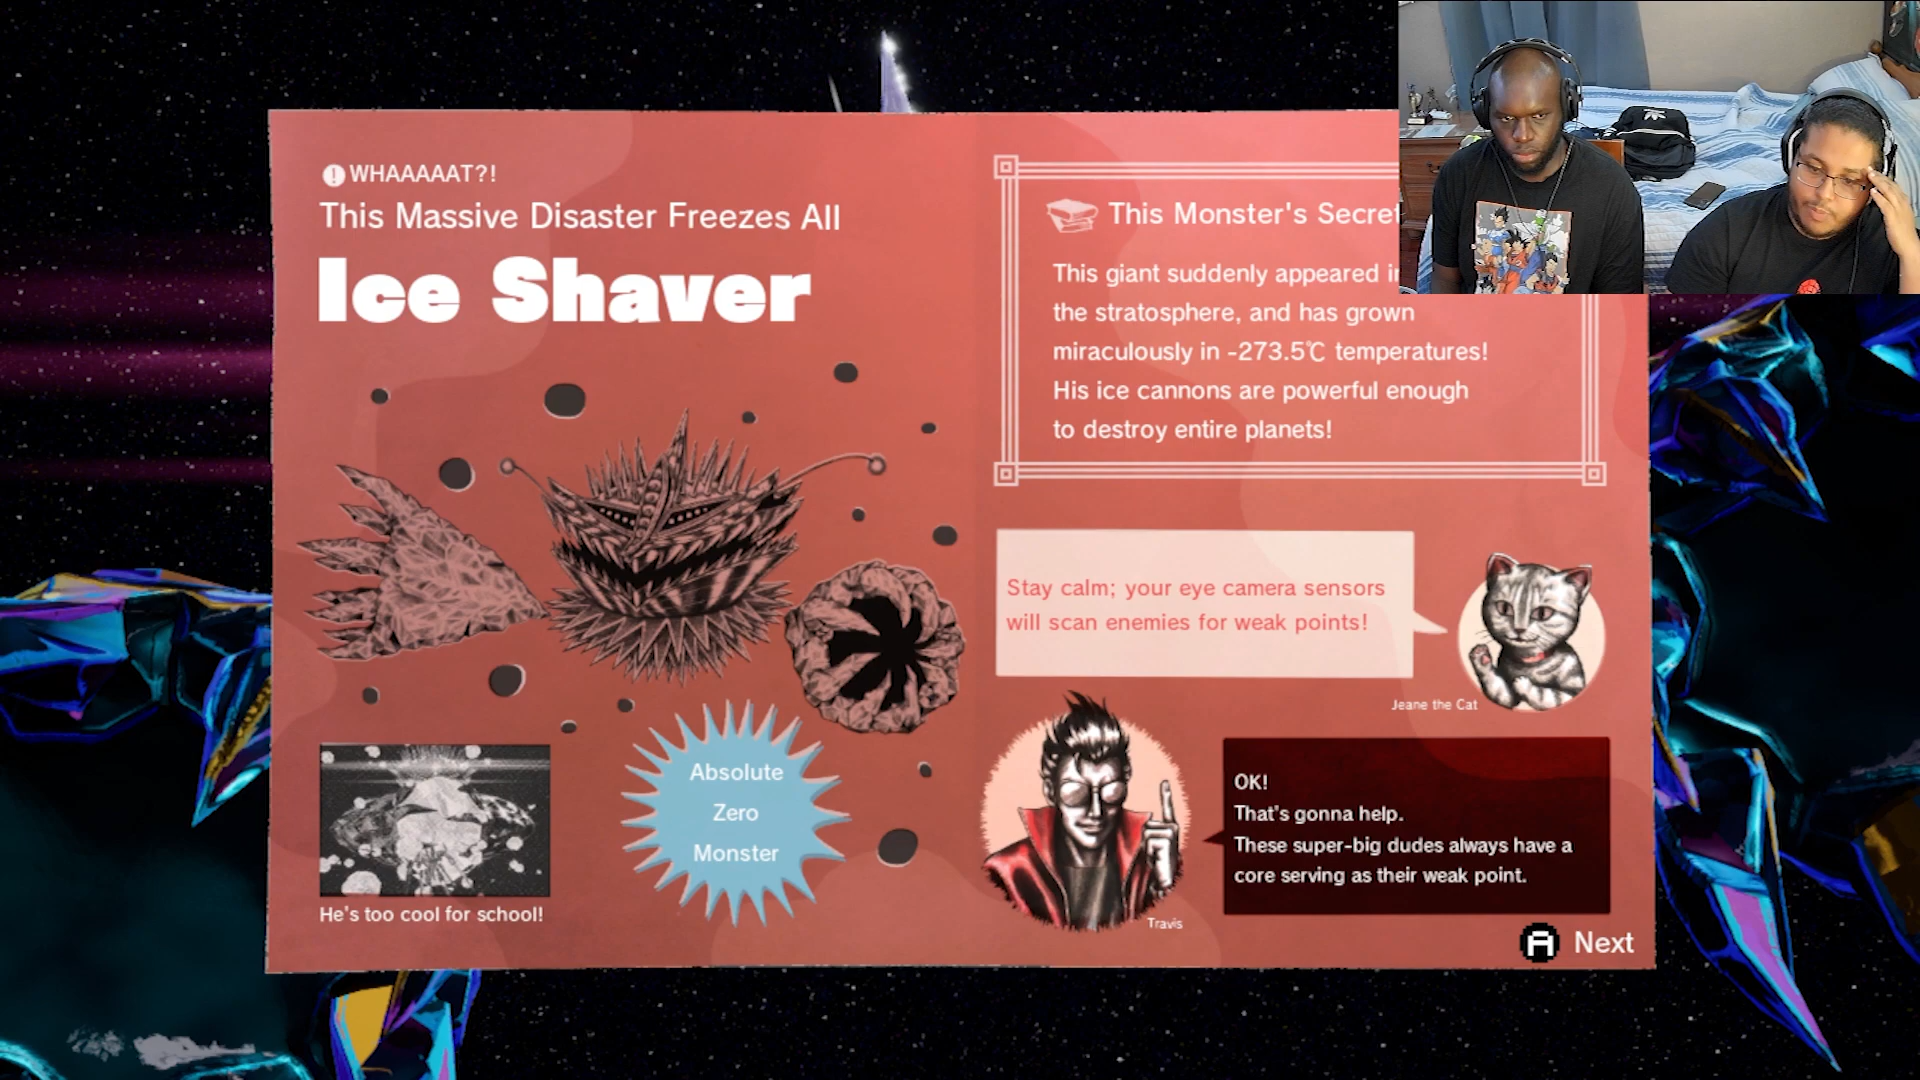 WHAAAAAT?!
This Massive Disaster Freezes All
Ice Shaver
Absolute
Zero
Monster
He's too cool for school!
This Monster's Secret
This giant suddenly appeared
the stratosphere, and has grown
miraculously in -273.5℃ temperatures!
His ice cannons are powerful enough
to destroy entire planets!
Stay calm; your eye camera sensors
will scan enemies for weak points!
Jeane the Cat
OK!
That's gonna help.
These super-big dudes always have a
core serving as their weak point.
Travis
A Next